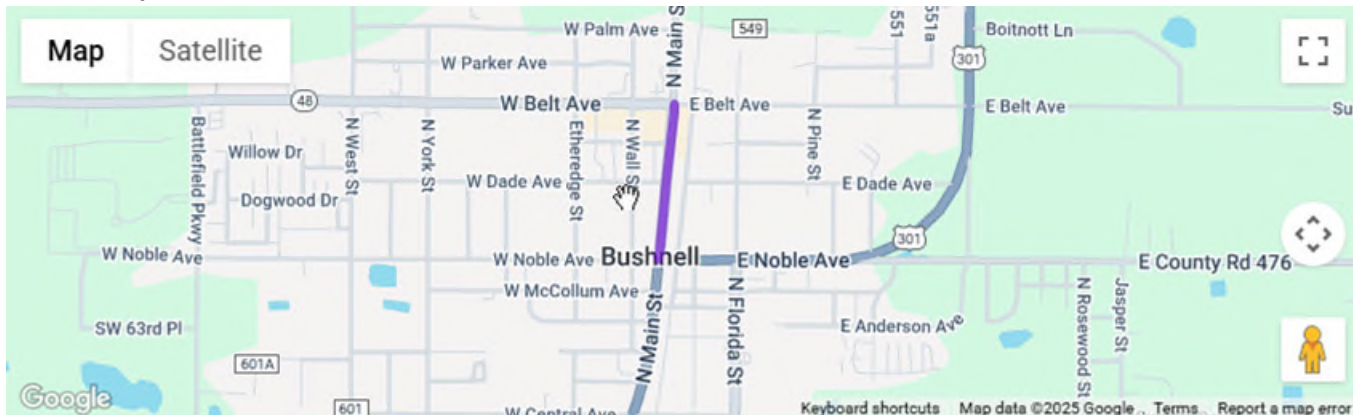 W Palm Ave
549
551
551a
N Main S
Boitnott Ln
Map
Satellite
W Parker Ave
301
48
W Belt Ave
E Belt Ave
E Belt Ave
Su
Battlefield Pkwy
Willow Dr
N West St
N York St
Etheredge St
N Wall S
N Pine St
W Dade Ave
E Dade Ave
Dogwood Dr
301
W Noble Ave
W Noble Ave
Bushnell
E Noble Ave
E County Rd 476
W McCollum Ave
N Main St
N Florida St
N Rosewood St
Jasper St
SW 63rd Pl
E Anderson Ave
601A
Google
601
W Central Ave
Keyboard shortcuts
Map data ©2025 Google
Terms
Report a map error